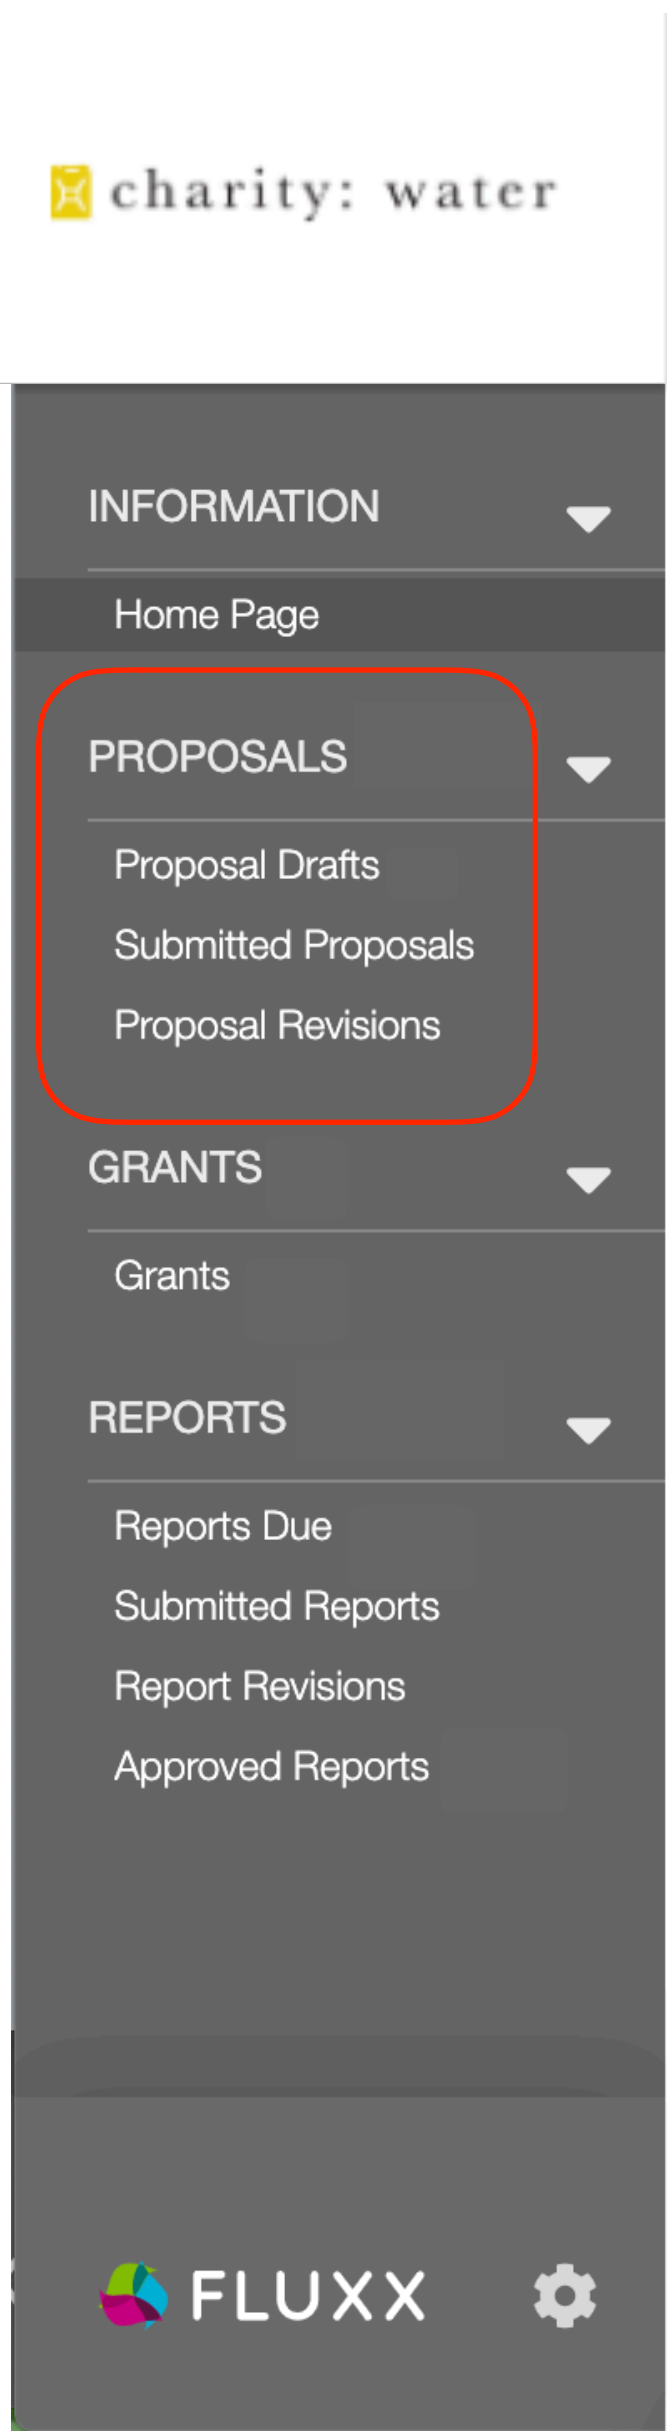 charity: water
INFORMATION
Home Page
PROPOSALS
Proposal Drafts
Submitted Proposals
Proposal Revisions
GRANTS
Grants
REPORTS
Reports Due
Submitted Reports
Report Revisions
Approved Reports
FLUXX